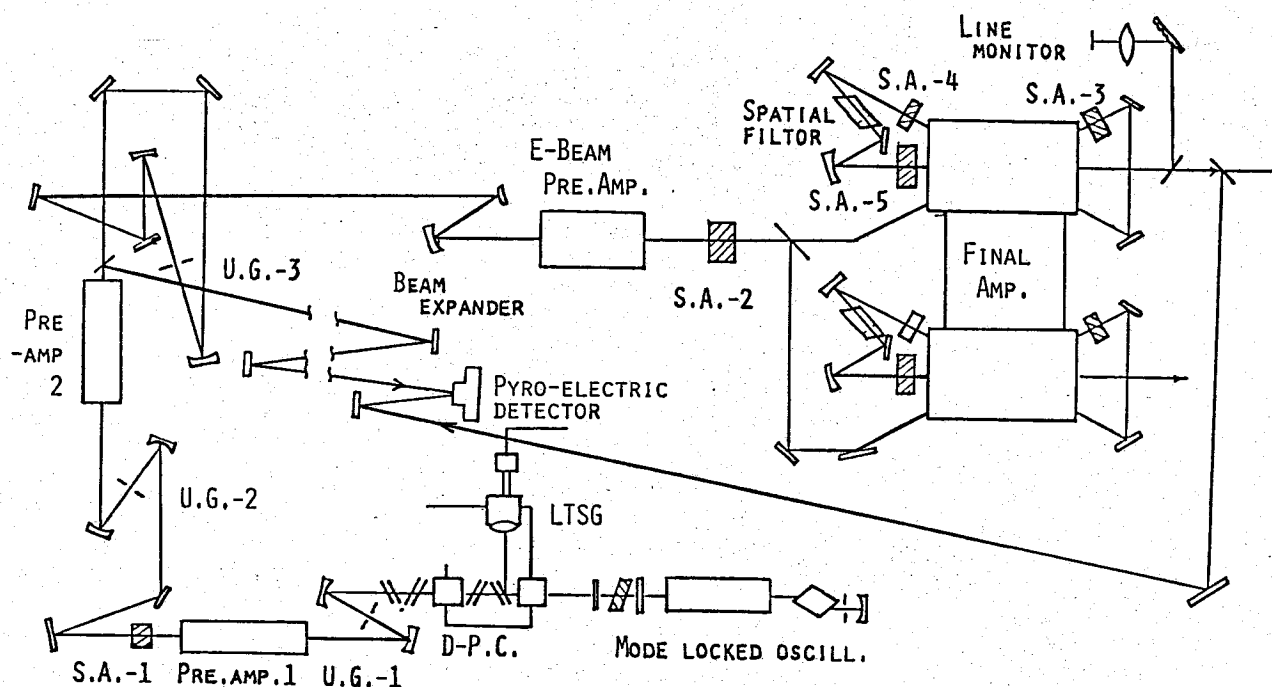 LINE
MONITOR
S.A.-4
S.A.-3
SPATIAL
FILTOR
E-BEAM
PRE.AMP.
S.A.-5
U.G.-3
FINAL
AMP.
S.A.-2
BEAM
EXPANDER
PRE
-AMP
2
PYRO-ELECTRIC
DETECTOR
U.G.-2
LTSG
D-P.C.
MODE LOCKED OSCILL.
S.A.-1
PRE.AMP.1
U.G.-1